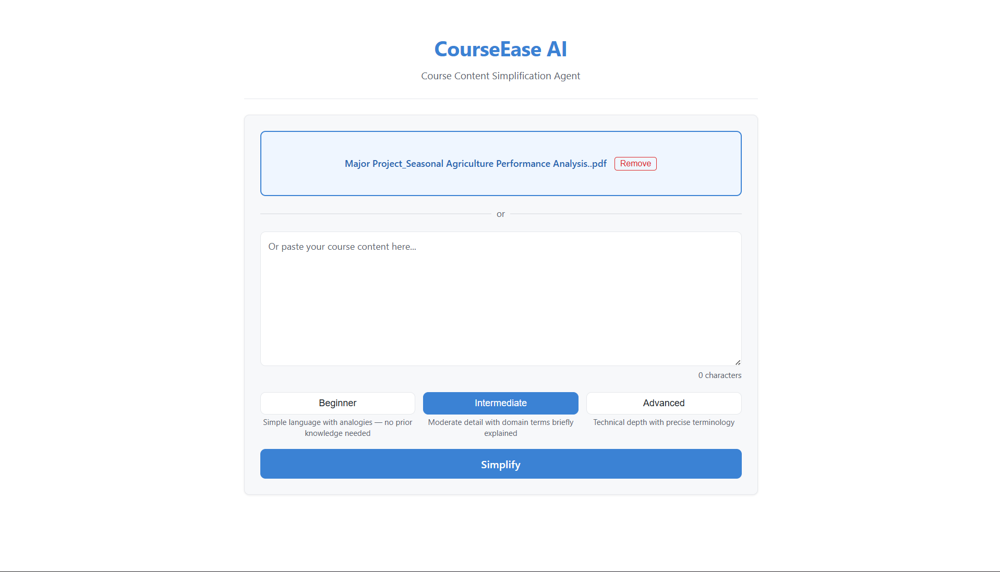 CourseEase AI
Course Content Simplification Agent
Major Project_Seasonal Agriculture Performance Analysis..pdf Remove
or
Or paste your course content here...
0 characters
Beginner
Simple language with analogies — no prior
knowledge needed
Intermediate
Moderate detail with domain terms briefly
explained
Advanced
Technical depth with precise terminology
Simplify